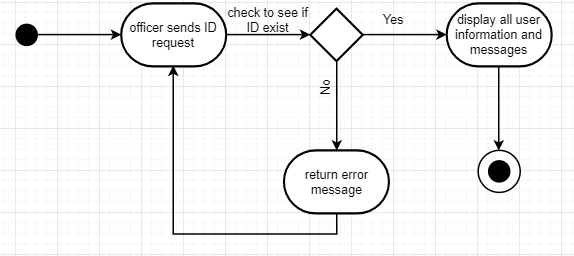 officer sends ID
request
check to see if
ID exist
Yes
display all user
information and
messages
No
return error
message